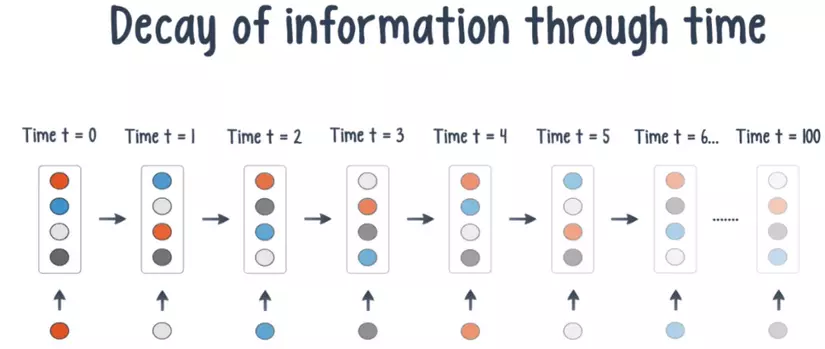 Decay of information through time
Time t = 0 Time t = 1 Time t = 2 Time t = 3 Time t = 4 Time t = 5 Time t = 6... Time t = 100
.......